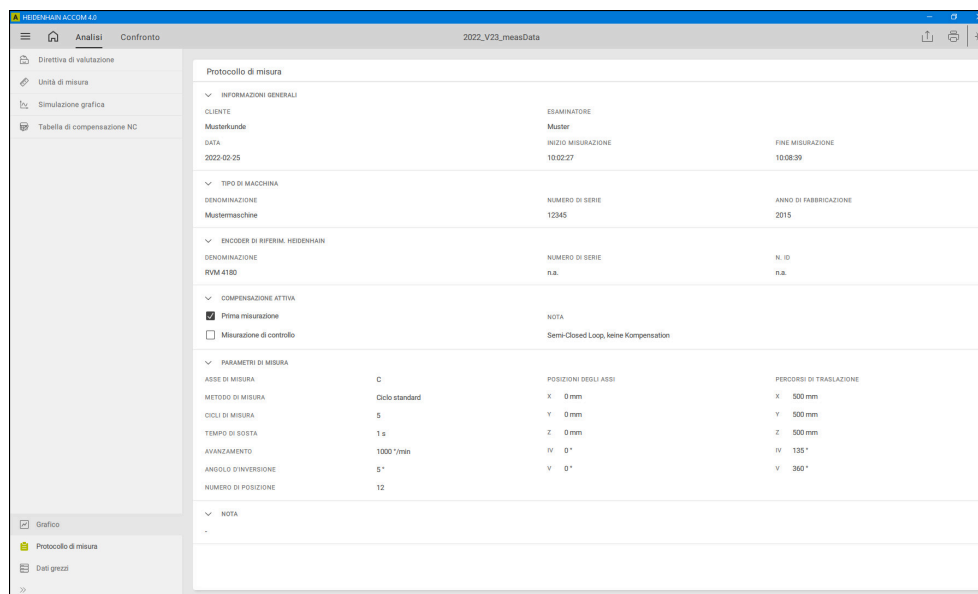 HEIDENHAIN ACCOM 4.0
Analisi Confronto 2022_V23_measData
Direttiva di valutazione
Unità di misura
Simulazione grafica
Tabella di compensazione NC
Protocollo di misura
INFORMAZIONI GENERALI
CLIENTE ESAMINATORE
Musterkunde Muster
DATA INIZIO MISURAZIONE FINE MISURAZIONE
2022-02-25 10:02:27 10:08:39
TIPO DI MACCHINA
DENOMINAZIONE NUMERO DI SERIE ANNO DI FABBRICAZIONE
Mustermaschine 12345 2015
ENCODER DI RIFERIM. HEIDENHAIN
DENOMINAZIONE NUMERO DI SERIE N. ID
RVM 4180 n.a. n.a.
COMPENSAZIONE ATTIVA
Prima misurazione NOTA
Misurazione di controllo Semi-Closed Loop, keine Kompensation
PARAMETRI DI MISURA
ASSE DI MISURA C POSIZIONI DEGLI ASSI PERCORSI DI TRASLAZIONE
METODO DI MISURA Ciclo standard X 0 mm X 500 mm
CICLI DI MISURA 5 Y 0 mm Y 500 mm
TEMPO DI SOSTA 1 s Z 0 mm Z 500 mm
AVANZAMENTO 1000 °/min IV 0 ° IV 135 °
ANGOLO D'INVERSIONE 5 ° V 0 ° V 360 °
NUMERO DI POSIZIONE 12
NOTA
-
Grafico
Protocollo di misura
Dati grezzi